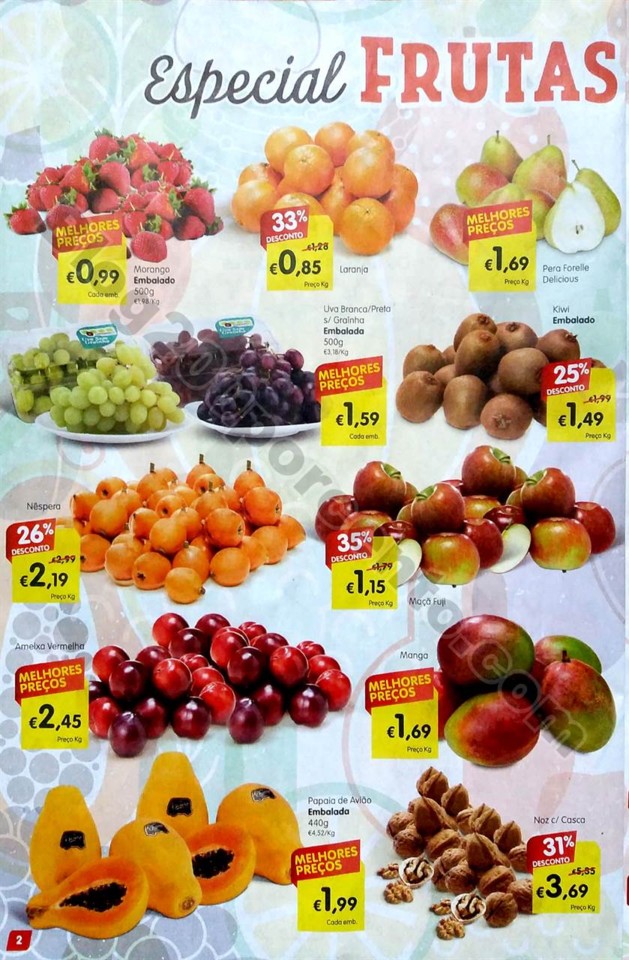 Especial FRUTAS
MELHORES
PREÇOS
€0,99
Cada emb.
Morango
Embalado
500g
€1,98/Kg
33%
DESCONTO
€1,28
€0,85
Preço Kg
Laranja
MELHORES
PREÇOS
€1,69
Preço Kg
Pera Forelle
Delicious
Uva Branca/Preta
s/ Grainha
Embalada
500g
€3,18/Kg
MELHORES
PREÇOS
€1,59
Cada emb.
Kiwi
Embalado
25%
DESCONTO
€1,99
€1,49
Preço Kg
Nêspera
26%
DESCONTO
€2,99
€2,19
Preço Kg
35%
DESCONTO
€1,79
€1,15
Preço Kg
Maçã Fuji
Ameixa Vermelha
MELHORES
PREÇOS
€2,45
Preço Kg
Manga
MELHORES
PREÇOS
€1,69
Preço Kg
Papaia de Avião
Embalada
440g
€4,52/Kg
MELHORES
PREÇOS
€1,99
Cada emb.
Noz c/ Casca
31%
DESCONTO
€5,35
€3,69
Preço Kg
2